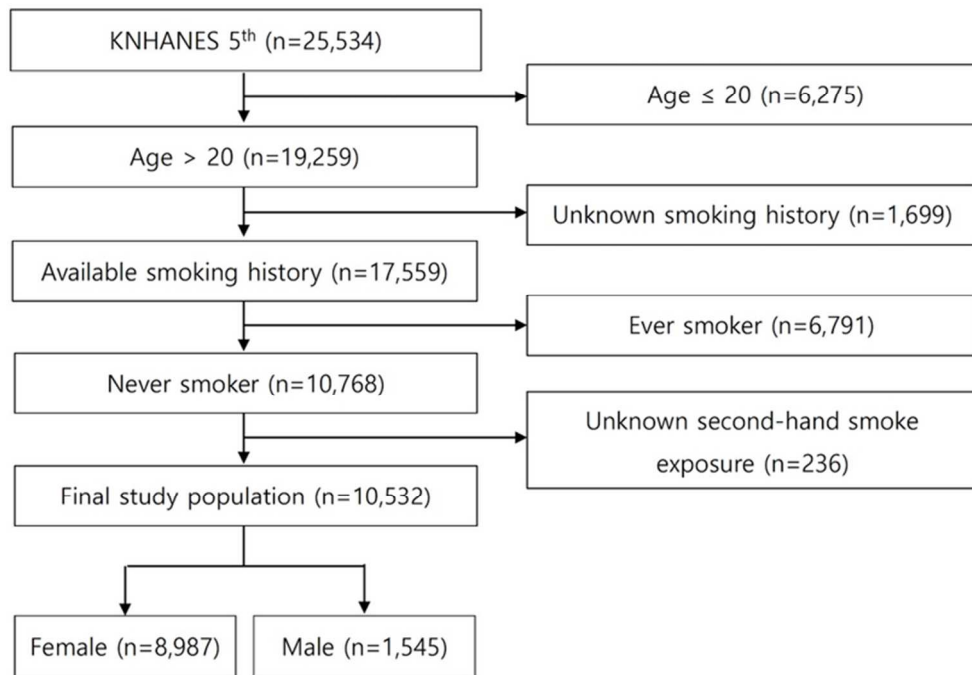 KNHANES 5th (n=25,534)
Age ≤ 20 (n=6,275)
Age > 20 (n=19,259)
Unknown smoking history (n=1,699)
Available smoking history (n=17,559)
Ever smoker (n=6,791)
Never smoker (n=10,768)
Unknown second-hand smoke
exposure (n=236)
Final study population (n=10,532)
Female (n=8,987)
Male (n=1,545)